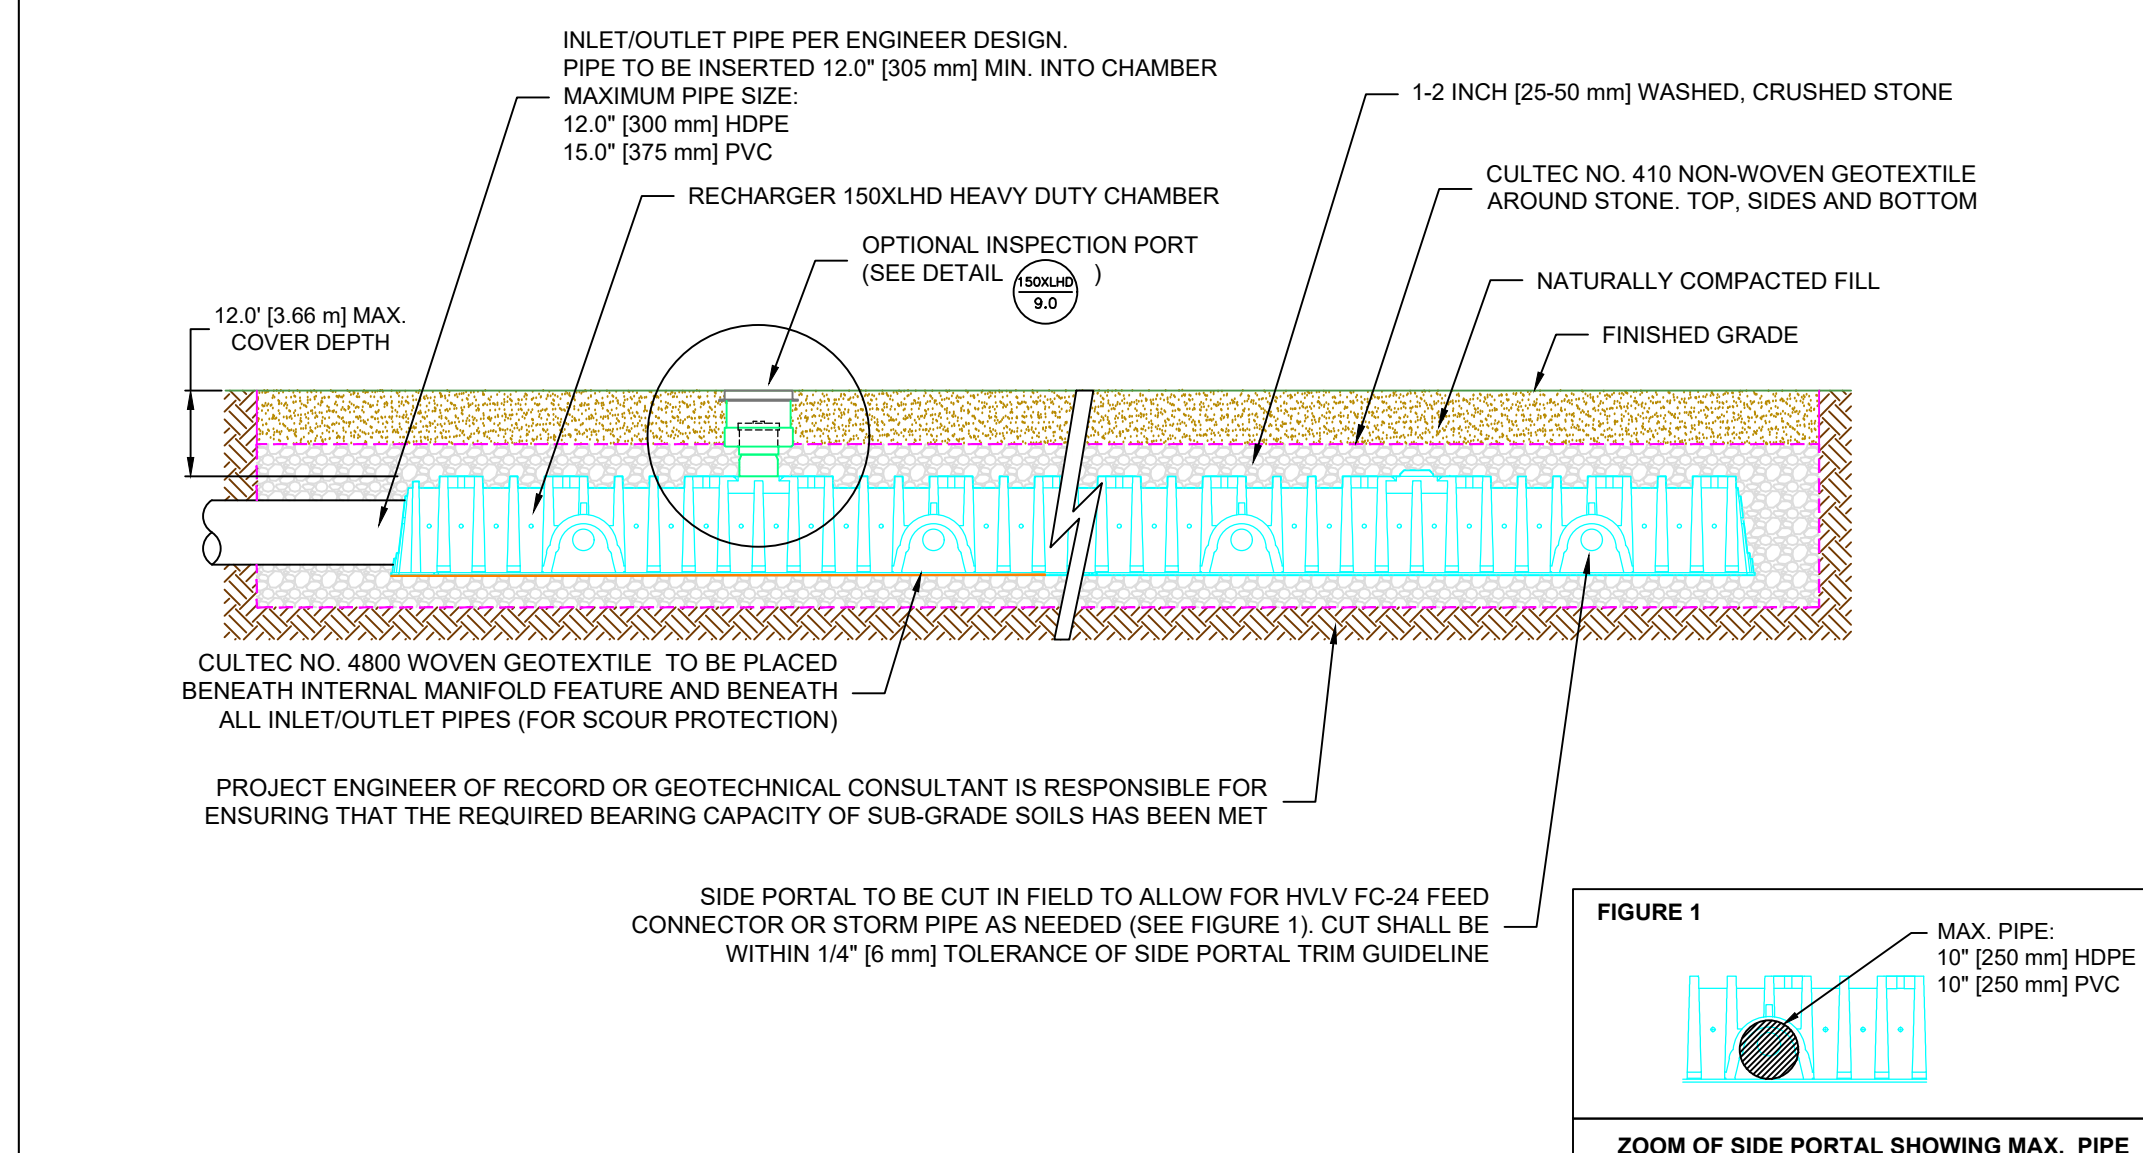 INLET/OUTLET PIPE PER ENGINEER DESIGN.
PIPE TO BE INSERTED 12.0" [305 mm] MIN. INTO CHAMBER
MAXIMUM PIPE SIZE:
12.0" [300 mm] HDPE
15.0" [375 mm] PVC
1-2 INCH [25-50 mm] WASHED, CRUSHED STONE
CULTEC NO. 410 NON-WOVEN GEOTEXTILE
AROUND STONE. TOP, SIDES AND BOTTOM
RECHARGER 150XLHD HEAVY DUTY CHAMBER
OPTIONAL INSPECTION PORT
(SEE DETAIL 150XLHD )
9.0
NATURALLY COMPACTED FILL
12.0' [3.66 m] MAX.
COVER DEPTH
FINISHED GRADE
CULTEC NO. 4800 WOVEN GEOTEXTILE  TO BE PLACED
BENEATH INTERNAL MANIFOLD FEATURE AND BENEATH
ALL INLET/OUTLET PIPES (FOR SCOUR PROTECTION)
PROJECT ENGINEER OF RECORD OR GEOTECHNICAL CONSULTANT IS RESPONSIBLE FOR
ENSURING THAT THE REQUIRED BEARING CAPACITY OF SUB-GRADE SOILS HAS BEEN MET
SIDE PORTAL TO BE CUT IN FIELD TO ALLOW FOR HVLV FC-24 FEED
CONNECTOR OR STORM PIPE AS NEEDED (SEE FIGURE 1). CUT SHALL BE
WITHIN 1/4" [6 mm] TOLERANCE OF SIDE PORTAL TRIM GUIDELINE
FIGURE 1
MAX. PIPE:
10" [250 mm] HDPE
10" [250 mm] PVC
ZOOM OF SIDE PORTAL SHOWING MAX.  PIPE